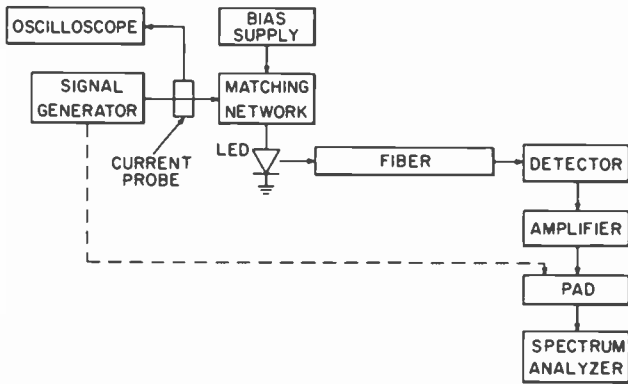 OSCILLOSCOPE
BIAS
SUPPLY
SIGNAL
GENERATOR
MATCHING
NETWORK
CURRENT
PROBE
LED
FIBER
DETECTOR
AMPLIFIER
PAD
SPECTRUM
ANALYZER